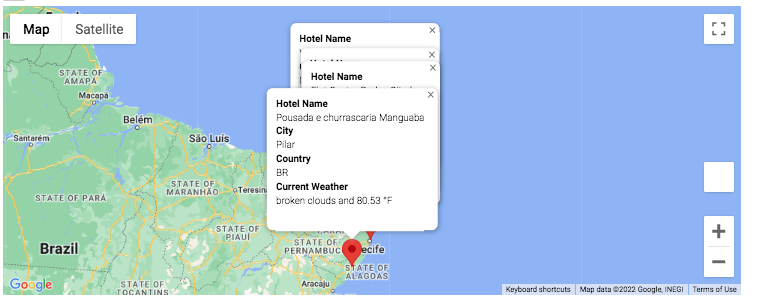 Map
Satellite
Hotel Name
Hotel Name
Hotel Name
Pousada e churrascaria Manguaba
City
Pilar
Country
BR
Current Weather
broken clouds and 80.53 °F
STATE OF
AMAPÁ
Macapá
Belém
Santarém
São Luís
STATE OF PARÁ
STATE OF
MARANHÃO
Teresina
STATE OF
PIAUÍ
STATE OF
PERNAMBUCO
ecife
Brazil
STATE OF
ALAGOAS
Aracaju
STATE OF
TOCANTINS
Google
Keyboard shortcuts
Map data ©2022 Google, INEGI
Terms of Use